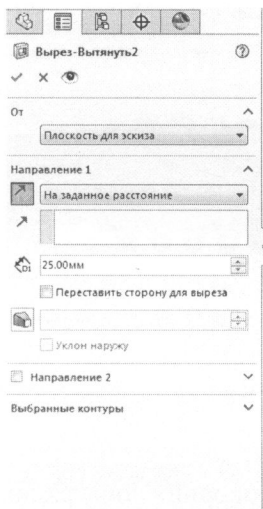 Вырез-Вытянуть2
От
Плоскость для эскиза
Направление 1
На заданное расстояние
D1
25.00мм
Переставить сторону для выреза
Уклон наружу
Направление 2
Выбранные контуры